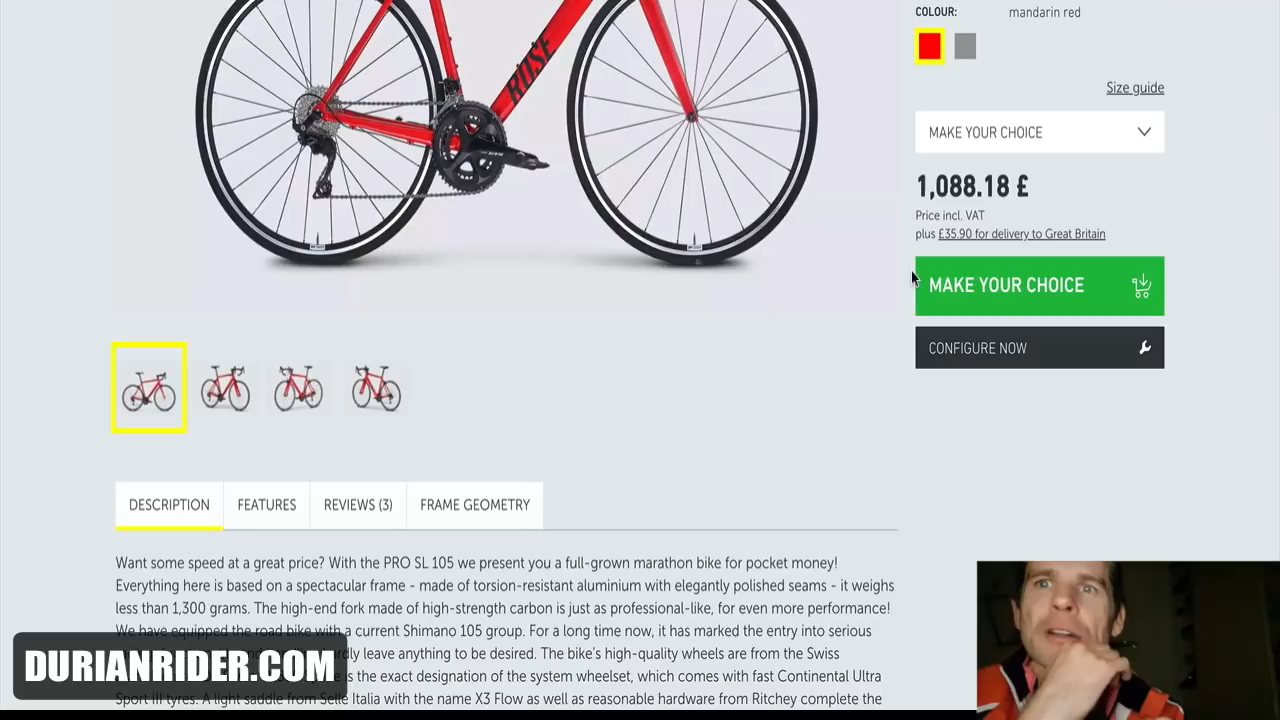 COLOUR: mandarin red
Size guide
MAKE YOUR CHOICE
1,088.18 £
Price incl. VAT
plus £35.90 for delivery to Great Britain
MAKE YOUR CHOICE
CONFIGURE NOW
ROSE
DESCRIPTION FEATURES REVIEWS (3) FRAME GEOMETRY
Want some speed at a great price? With the PRO SL 105 we present you a full-grown marathon bike for pocket money!
Everything here is based on a spectacular frame - made of torsion-resistant aluminium with elegantly polished seams - it weighs
less than 1,300 grams. The high-end fork made of high-strength carbon is just as professional-like, for even more performance!
We have equipped the road bike with a current Shimano 105 group. For a long time now, it has marked the entry into serious
leave anything to be desired. The bike's high-quality wheels are from the Swiss
is the exact designation of the system wheelset, which comes with fast Continental Ultra
Sport III tyres. A light saddle from Selle Italia with the name X3 Flow as well as reasonable hardware from Ritchey complete the
DURIANRIDER.COM